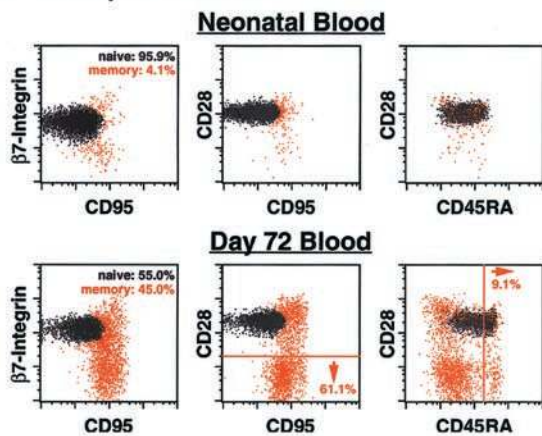 Neonatal Blood
naive: 95.9%
memory: 4.1%
β7-Integrin
CD95
CD28
CD95
CD28
CD45RA
Day 72 Blood
naive: 55.0%
memory: 45.0%
β7-Integrin
CD95
CD28
61.1%
CD95
CD28
9.1%
CD45RA